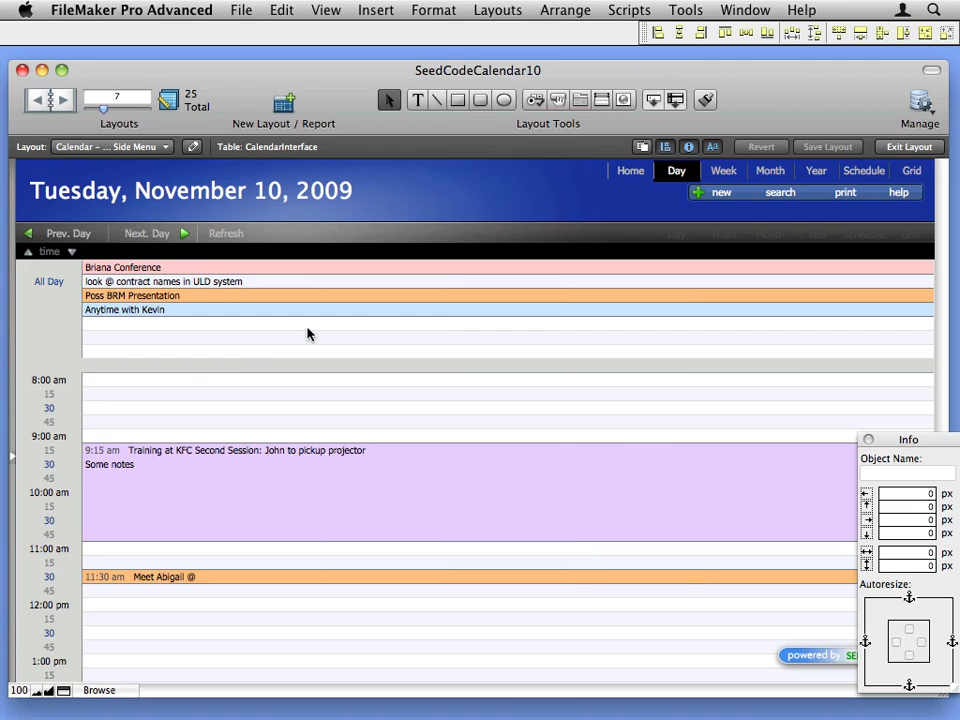 FileMaker Pro Advanced File Edit View Insert Format Layouts Arrange Scripts Tools Window Help
SeedCodeCalendar10
7
25
Total
Layouts
New Layout / Report
Layout Tools
Manage
Layout: Calendar – ... Side Menu Table: CalendarInterface Revert Save Layout Exit Layout
Home Day Week Month Year Schedule Grid
Tuesday, November 10, 2009
new search print help
Prev. Day Next. Day Refresh
time
Briana Conference
All Day look @ contract names in ULD system
Poss BRM Presentation
Anytime with Kevin
8:00 am
15
30
45
9:00 am
15 9:15 am Training at KFC Second Session: John to pickup projector
30 Some notes
45
10:00 am
15
30
45
11:00 am
15
30 11:30 am Meet Abigail @
45
12:00 pm
15
30
45
1:00 pm
15
powered by SE
Info
Object Name:
0 px
0 px
0 px
0 px
0 px
0 px
Autoresize:
100 Browse